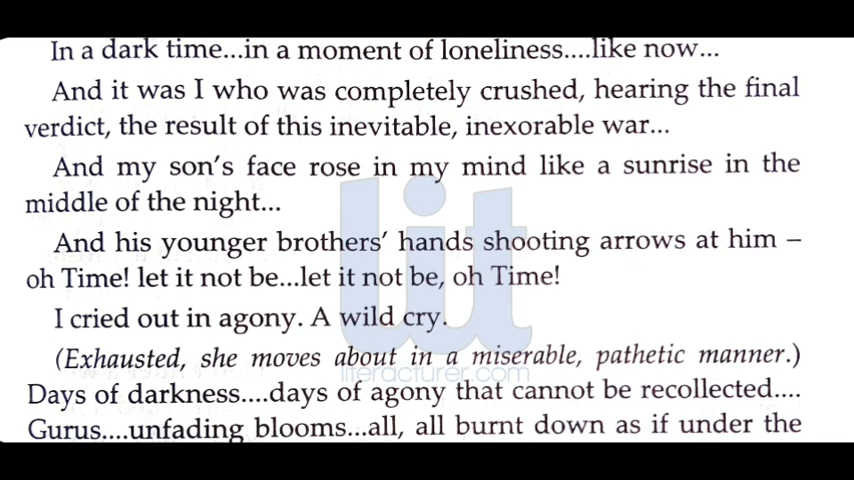 In a dark time...in a moment of loneliness....like now...
And it was I who was completely crushed, hearing the final
verdict, the result of this inevitable, inexorable war...
And my son's face rose in my mind like a sunrise in the
middle of the night...
And his younger brothers' hands shooting arrows at him –
oh Time! let it not be...let it not be, oh Time!
I cried out in agony. A wild cry.
(Exhausted, she moves about in a miserable, pathetic manner.)
Days of darkness....days of agony that cannot be recollected....
Gurus....unfading blooms...all, all burnt down as if under the
lit
literacturer.com